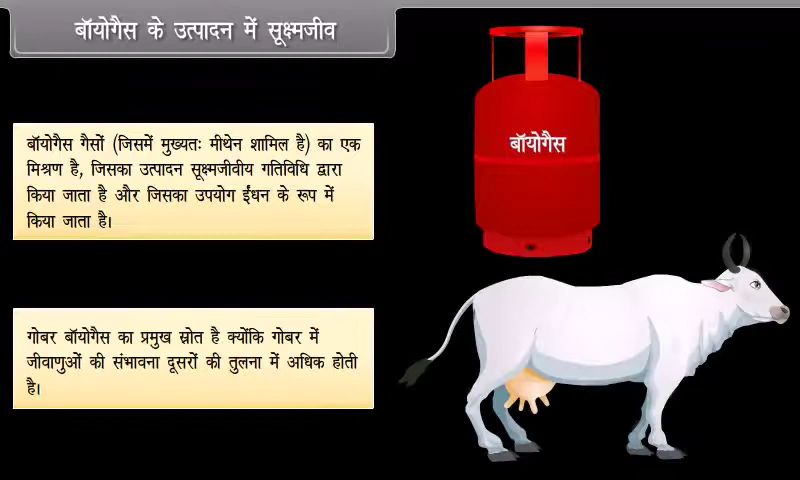 बॉयोगैस के उत्पादन में सूक्ष्मजीव
बॉयोगैस गैसों (जिसमें मुख्यतः मीथेन शामिल है) का एक
मिश्रण है, जिसका उत्पादन सूक्ष्मजीवीय गतिविधि द्वारा
किया जाता है और जिसका उपयोग ईंधन के रूप में
किया जाता है।
बॉयोगैस
गोबर बॉयोगैस का प्रमुख स्रोत है क्योंकि गोबर में
जीवाणुओं की संभावना दूसरों की तुलना में अधिक होती
है।